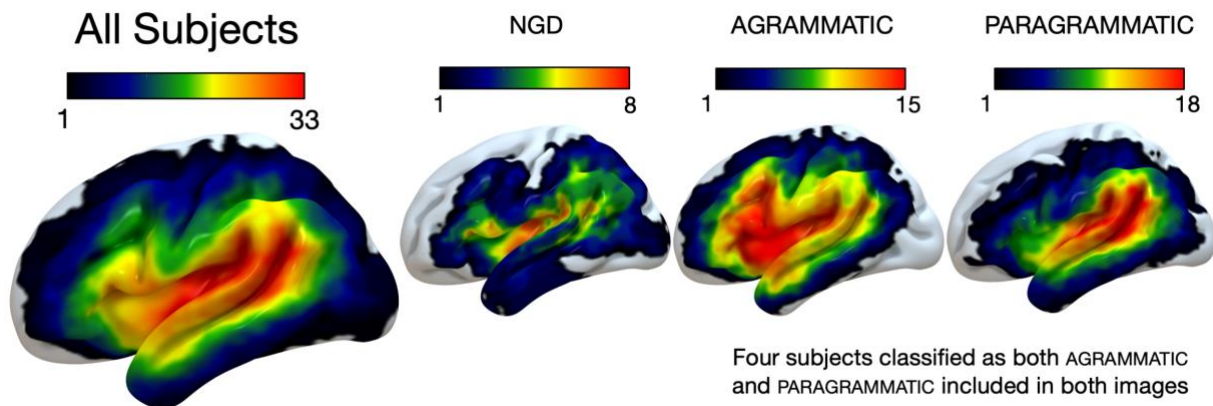 All Subjects
1 33
NGD
1 8
AGRAMMATIC
1 15
PARAGRAMMATIC
1 18
Four subjects classified as both AGRAMMATIC
and PARAGRAMMATIC included in both images